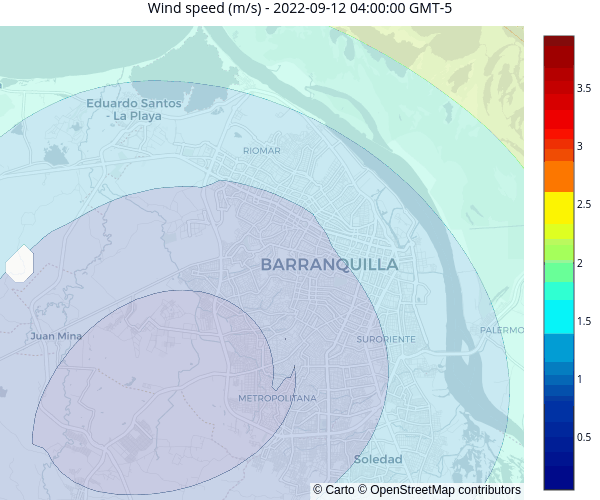 Wind speed (m/s) - 2022-09-12 04:00:00 GMT-5
Eduardo Santos
- La Playa
RIOMAR
BARRANQUILLA
Juan Mina
SURORIENTE
PALERMO
METROPOLITANA
Soledad
© Carto © OpenStreetMap contributors
3.5
3
2.5
2
1.5
1
0.5